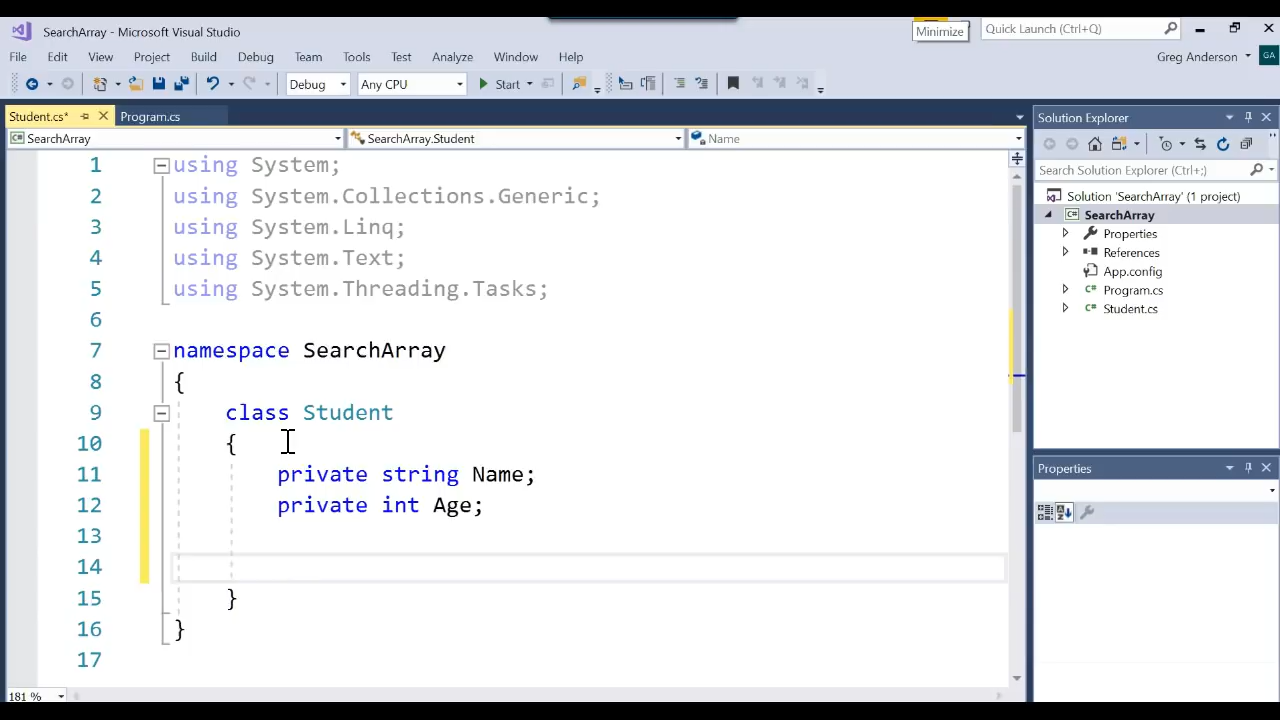 SearchArray - Microsoft Visual Studio
Minimize
Quick Launch (Ctrl+Q)
File Edit View Project Build Debug Team Tools Test Analyze Window Help
Greg Anderson GA
Debug Any CPU Start
Student.cs* Program.cs
SearchArray SearchArray.Student Name
1 using System;
2 using System.Collections.Generic;
3 using System.Linq;
4 using System.Text;
5 using System.Threading.Tasks;
6
7 namespace SearchArray
8 {
9 class Student
10 {
11 private string Name;
12 private int Age;
13
14
15 }
16 }
17
181 %
Solution Explorer
Search Solution Explorer (Ctrl+;)
Solution 'SearchArray' (1 project)
SearchArray
Properties
References
App.config
Program.cs
Student.cs
Properties